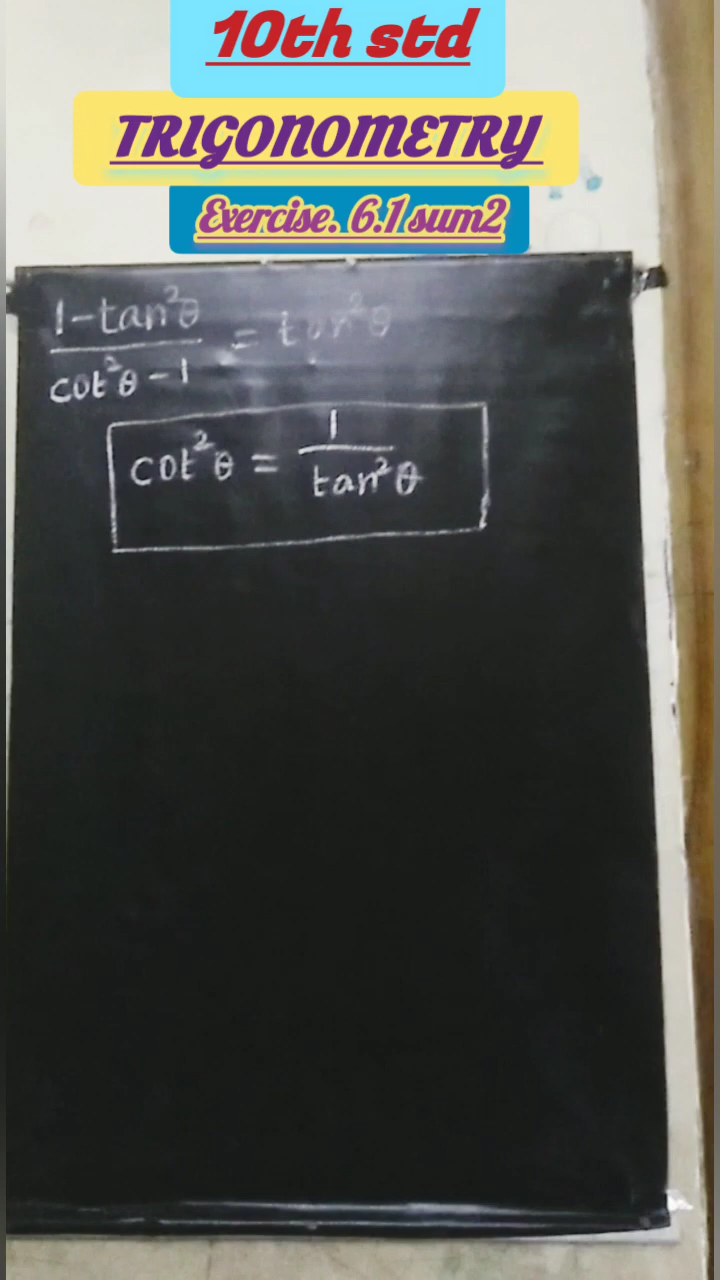 10th std
TRIGONOMETRY
Exercise. 6.1 sum2
1-tan²θ
cot²θ-1
= tan²θ
cot²θ = 1
tan²θ